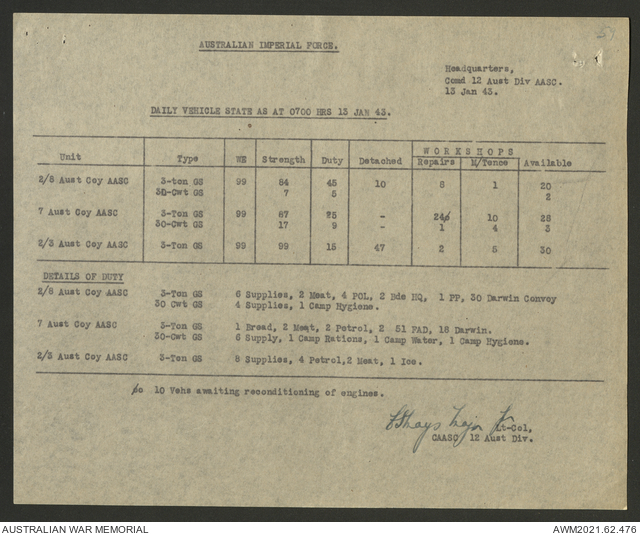 AUSTRALIAN IMPERIAL FORCE.
Headquarters,
Comd 12 Aust Div AASC.
13 Jan 43.
DAILY VEHICLE STATE AS AT 0700 HRS 13 JAN 43.
WORKSHOPS
Unit Type WE Strength Duty Detached Repairs M/Tence Available
2/8 Aust Coy AASC 3-ton GS 99 84 45 10 8 1 20
30-Cwt GS 7 5 2
7 Aust Coy AASC 3-Ton GS 99 87 25 - 24 10 28
30-Cwt GS 17 9 - 1 4 3
2/3 Aust Coy AASC 3-Ton GS 99 99 15 47 2 5 30
DETAILS OF DUTY
2/8 Aust Coy AASC 3-Ton GS 6 Supplies, 2 Meat, 4 POL, 2 Bde HQ, 1 PP, 30 Darwin Convoy
30 Cwt GS 4 Supplies, 1 Camp Hygiene.
7 Aust Coy AASC 3-Ton GS 1 Bread, 2 Meat, 2 Petrol, 2 51 FAD, 18 Darwin.
30-Cwt GS 6 Supply, 1 Camp Rations, 1 Camp Water, 1 Camp Hygiene.
2/3 Aust Coy AASC 3-Ton GS 8 Supplies, 4 Petrol, 2 Meat, 1 Ice.
10 Vehs awaiting reconditioning of engines.
Major Lt-Col,
CAASC 12 Aust Div.
AUSTRALIAN WAR MEMORIAL
AWM2021.62.476